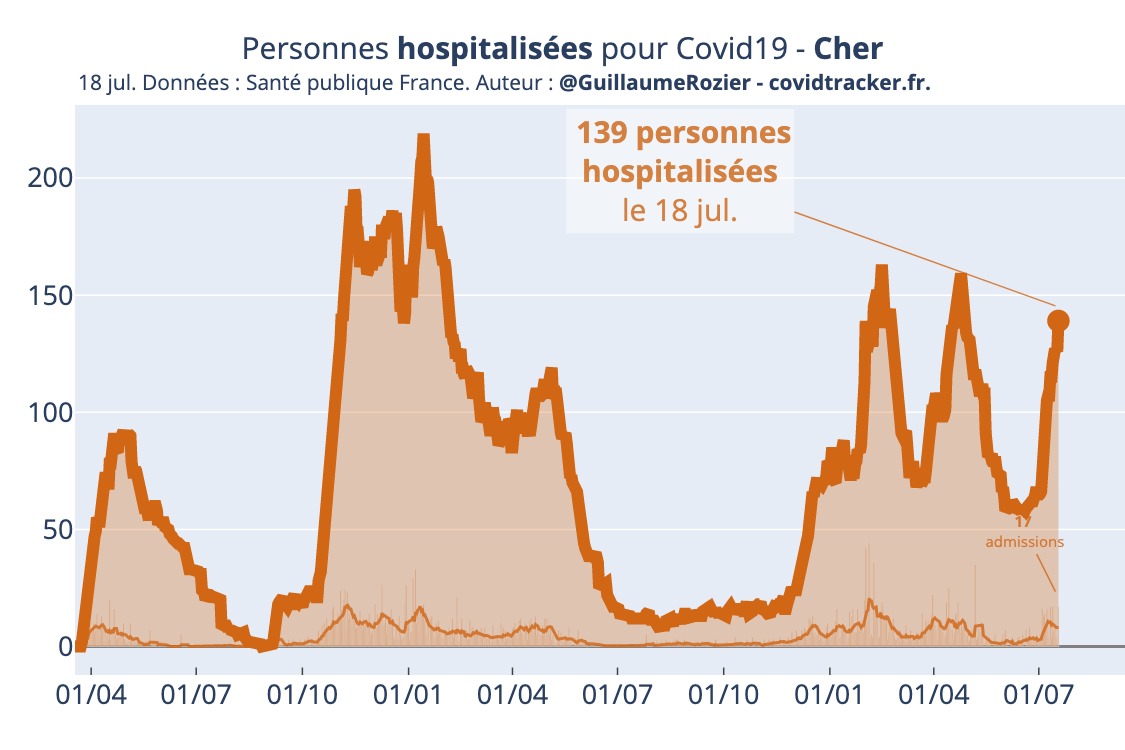 Personnes hospitalisées pour Covid19 - Cher
18 jul. Données : Santé publique France. Auteur : @GuillaumeRozier - covidtracker.fr.
139 personnes
hospitalisées
le 18 jul.
200
150
100
50
0
17
admissions
01/04 01/07 01/10 01/01 01/04 01/07 01/10 01/01 01/04 01/07